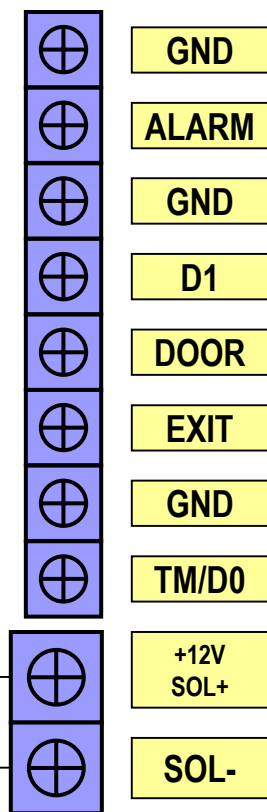 GND
ALARM
GND
D1
DOOR
EXIT
GND
TM/D0
+12V
SOL+
SOL-